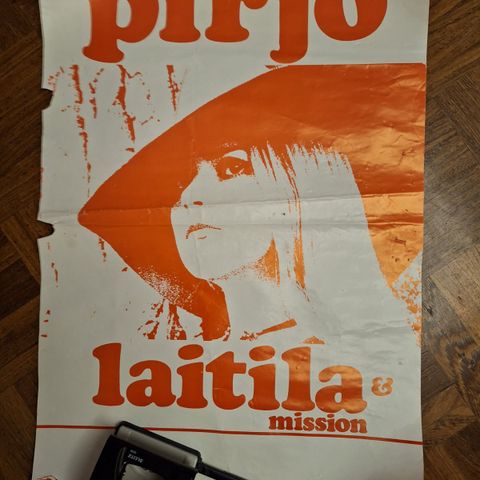 pirjo
laitila &
mission